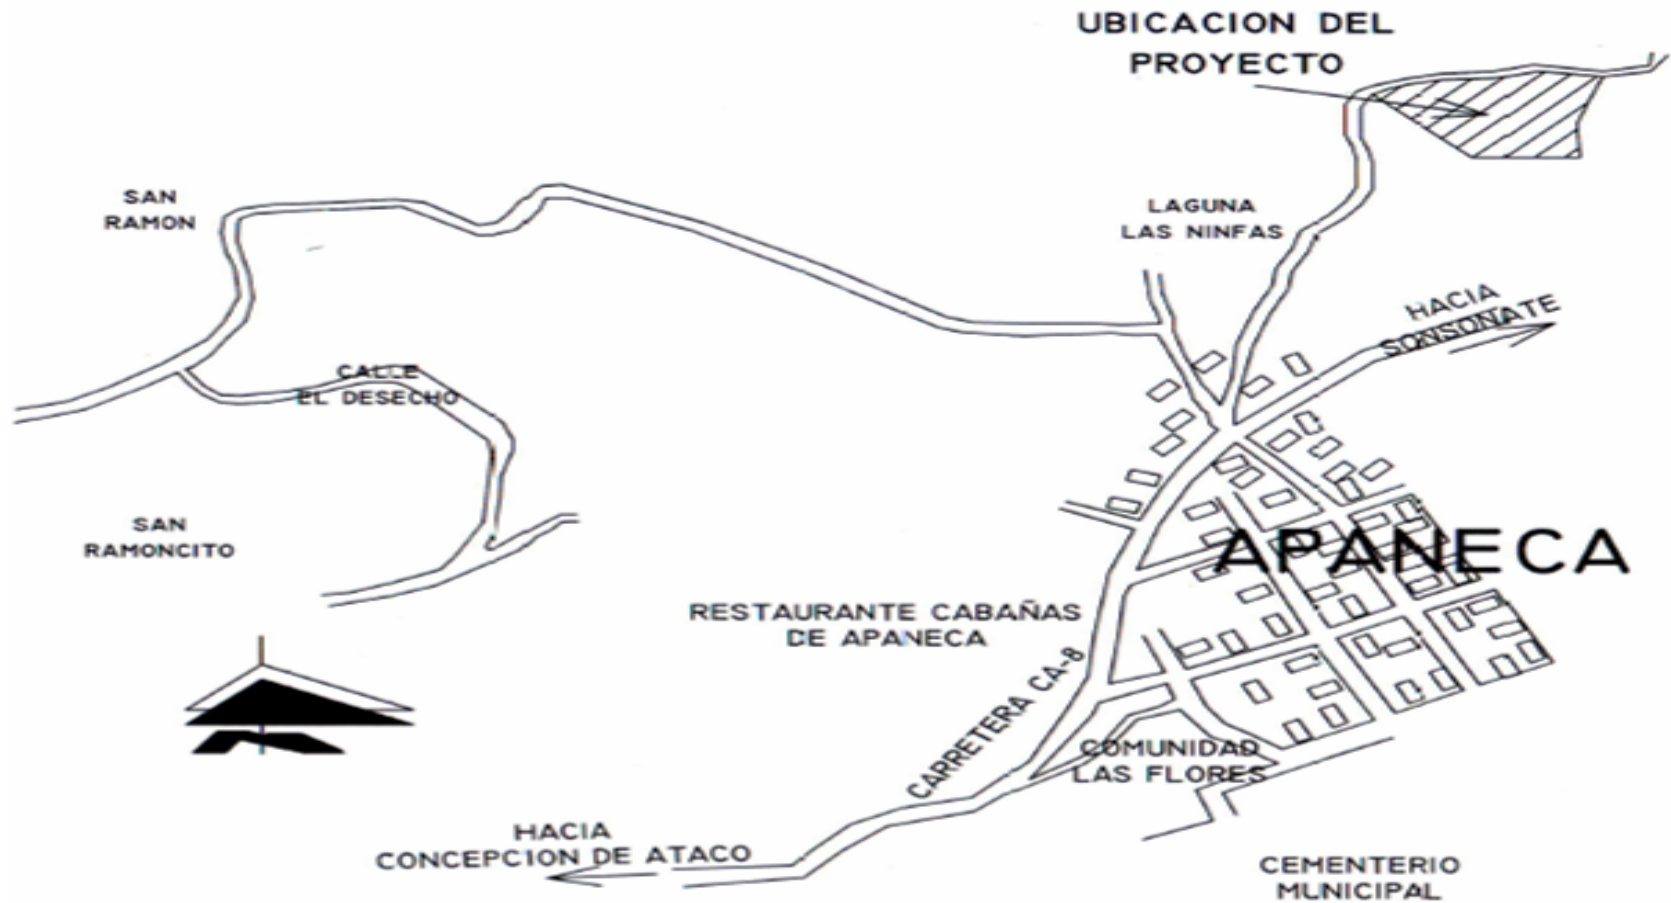 UBICACION DEL
PROYECTO
SAN
RAMON
LAGUNA
LAS NINFAS
HACIA
SONSONATE
CALLE
EL DESECHO
SAN
RAMONCITO
APANECA
RESTAURANTE CABAÑAS
DE APANECA
CARRETERA CA-8
COMUNIDAD
LAS FLORES
HACIA
CONCEPCION DE ATACO
CEMENTERIO
MUNICIPAL